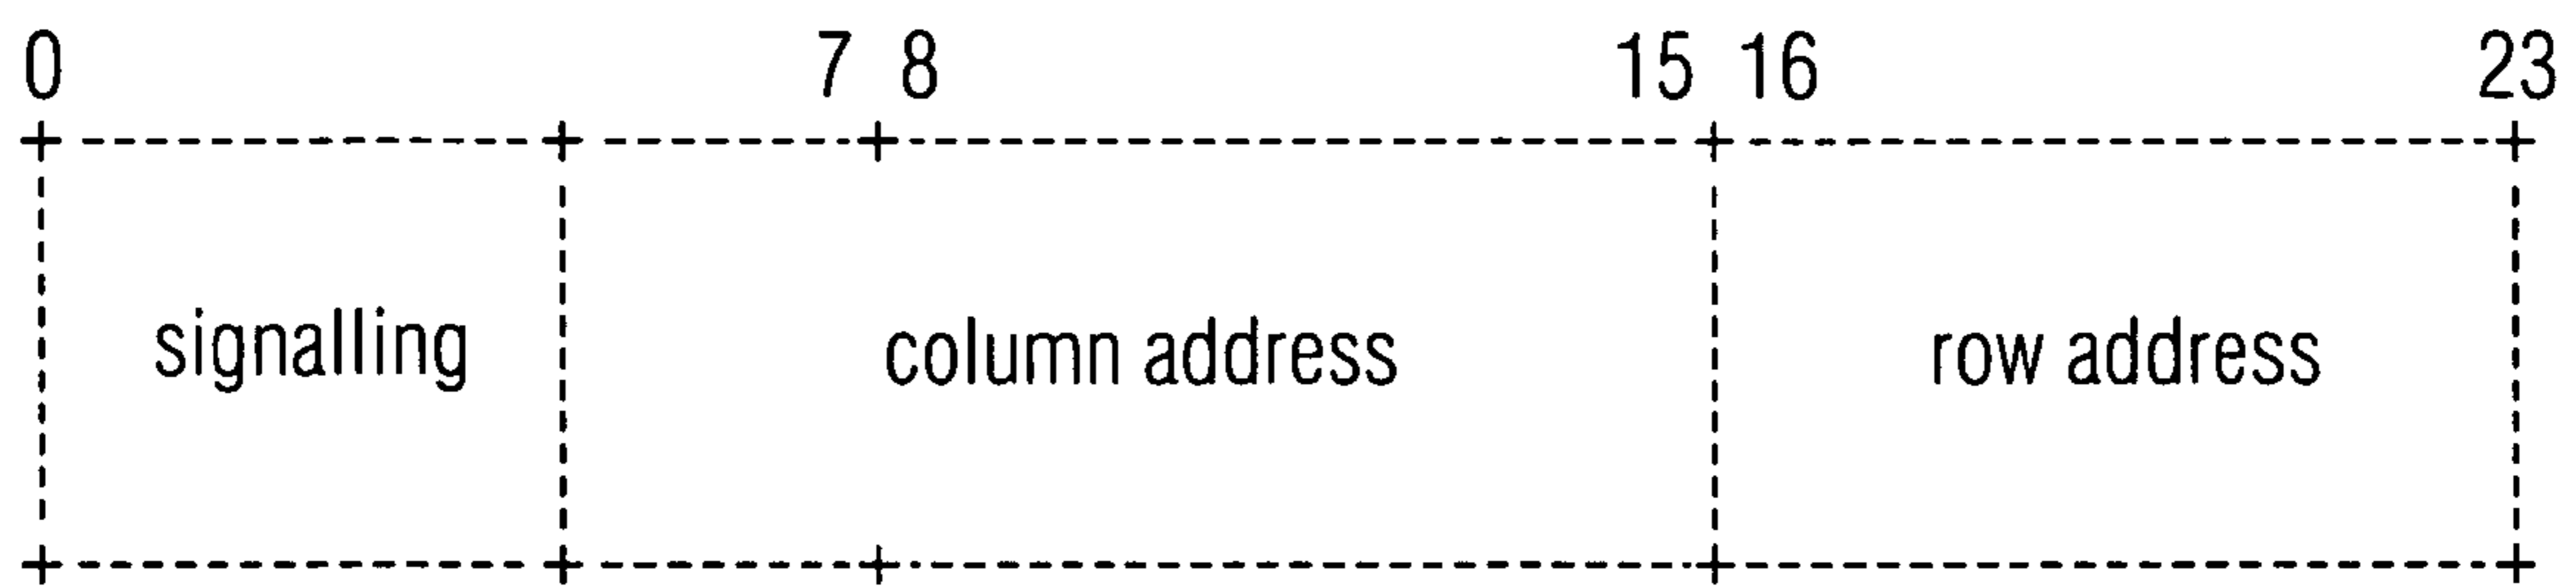 0 7 8 15 16 23
signalling column address row address